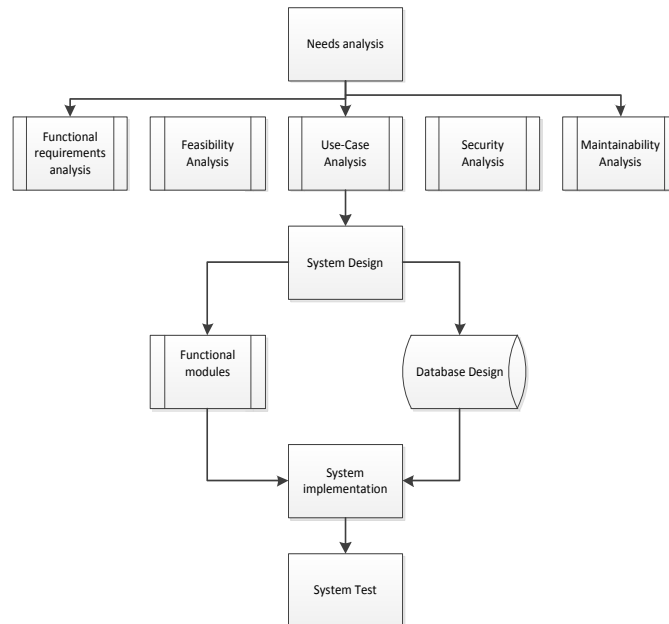 Needs analysis
Functional
requirements
analysis
Feasibility
Analysis
Use-Case
Analysis
Security
Analysis
Maintainability
Analysis
System Design
Functional
modules
Database Design
System
implementation
System Test